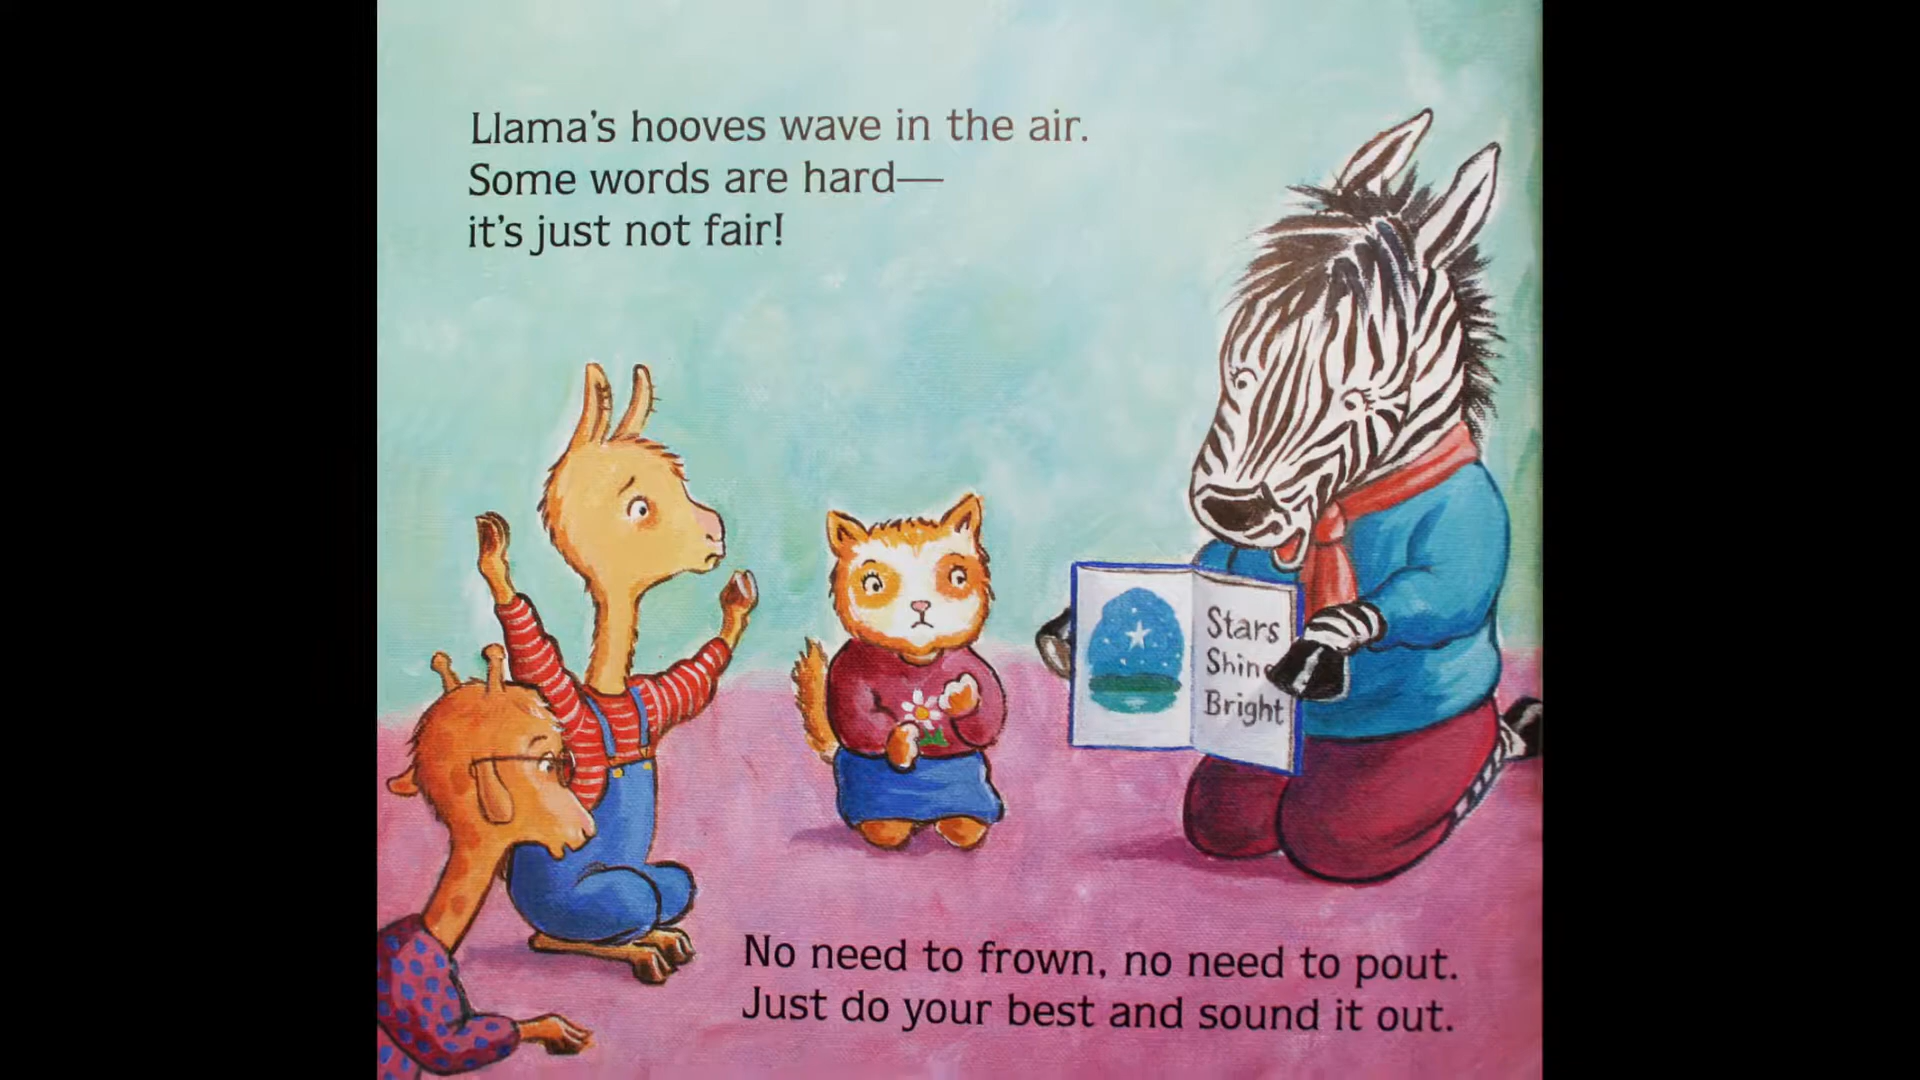 Llama's hooves wave in the air.
Some words are hard—
it's just not fair!
Stars
Shine
Bright
No need to frown, no need to pout.
Just do your best and sound it out.